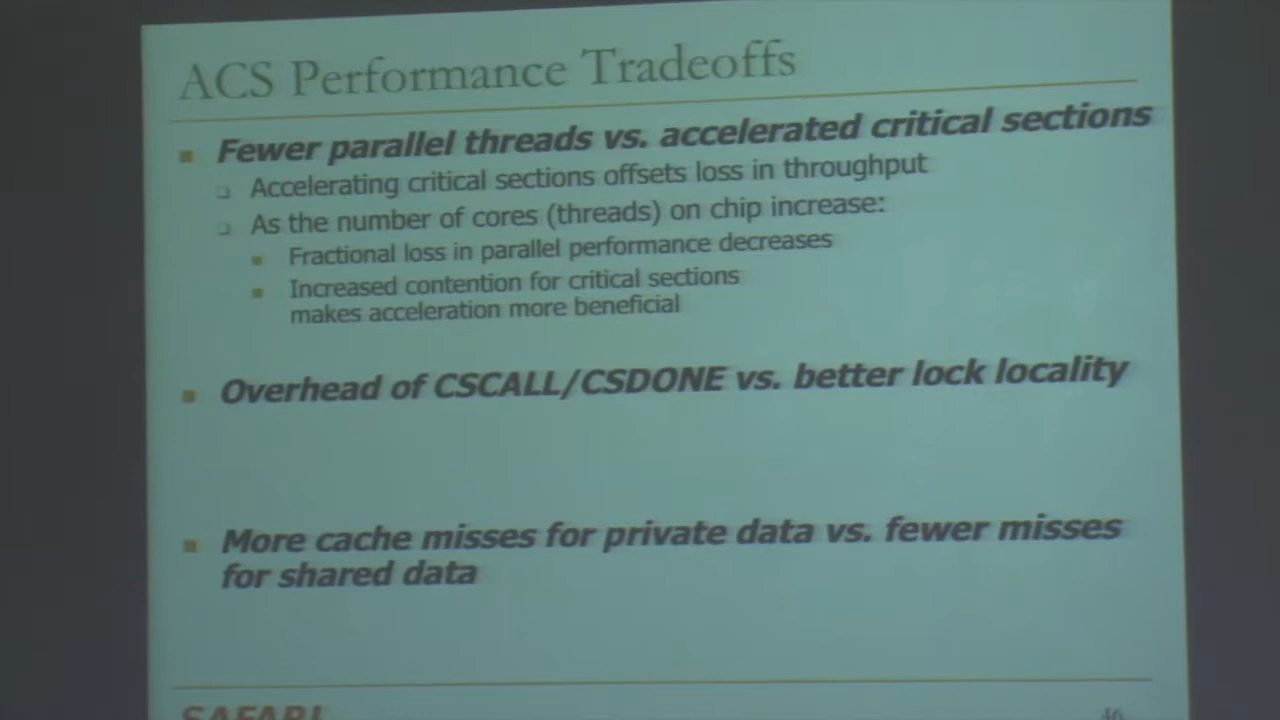 ACS Performance Tradeoffs
Fewer parallel threads vs. accelerated critical sections
Accelerating critical sections offsets loss in throughput
As the number of cores (threads) on chip increase:
Fractional loss in parallel performance decreases
Increased contention for critical sections
makes acceleration more beneficial
Overhead of CSCALL/CSDONE vs. better lock locality
More cache misses for private data vs. fewer misses
for shared data
SAFARI
46